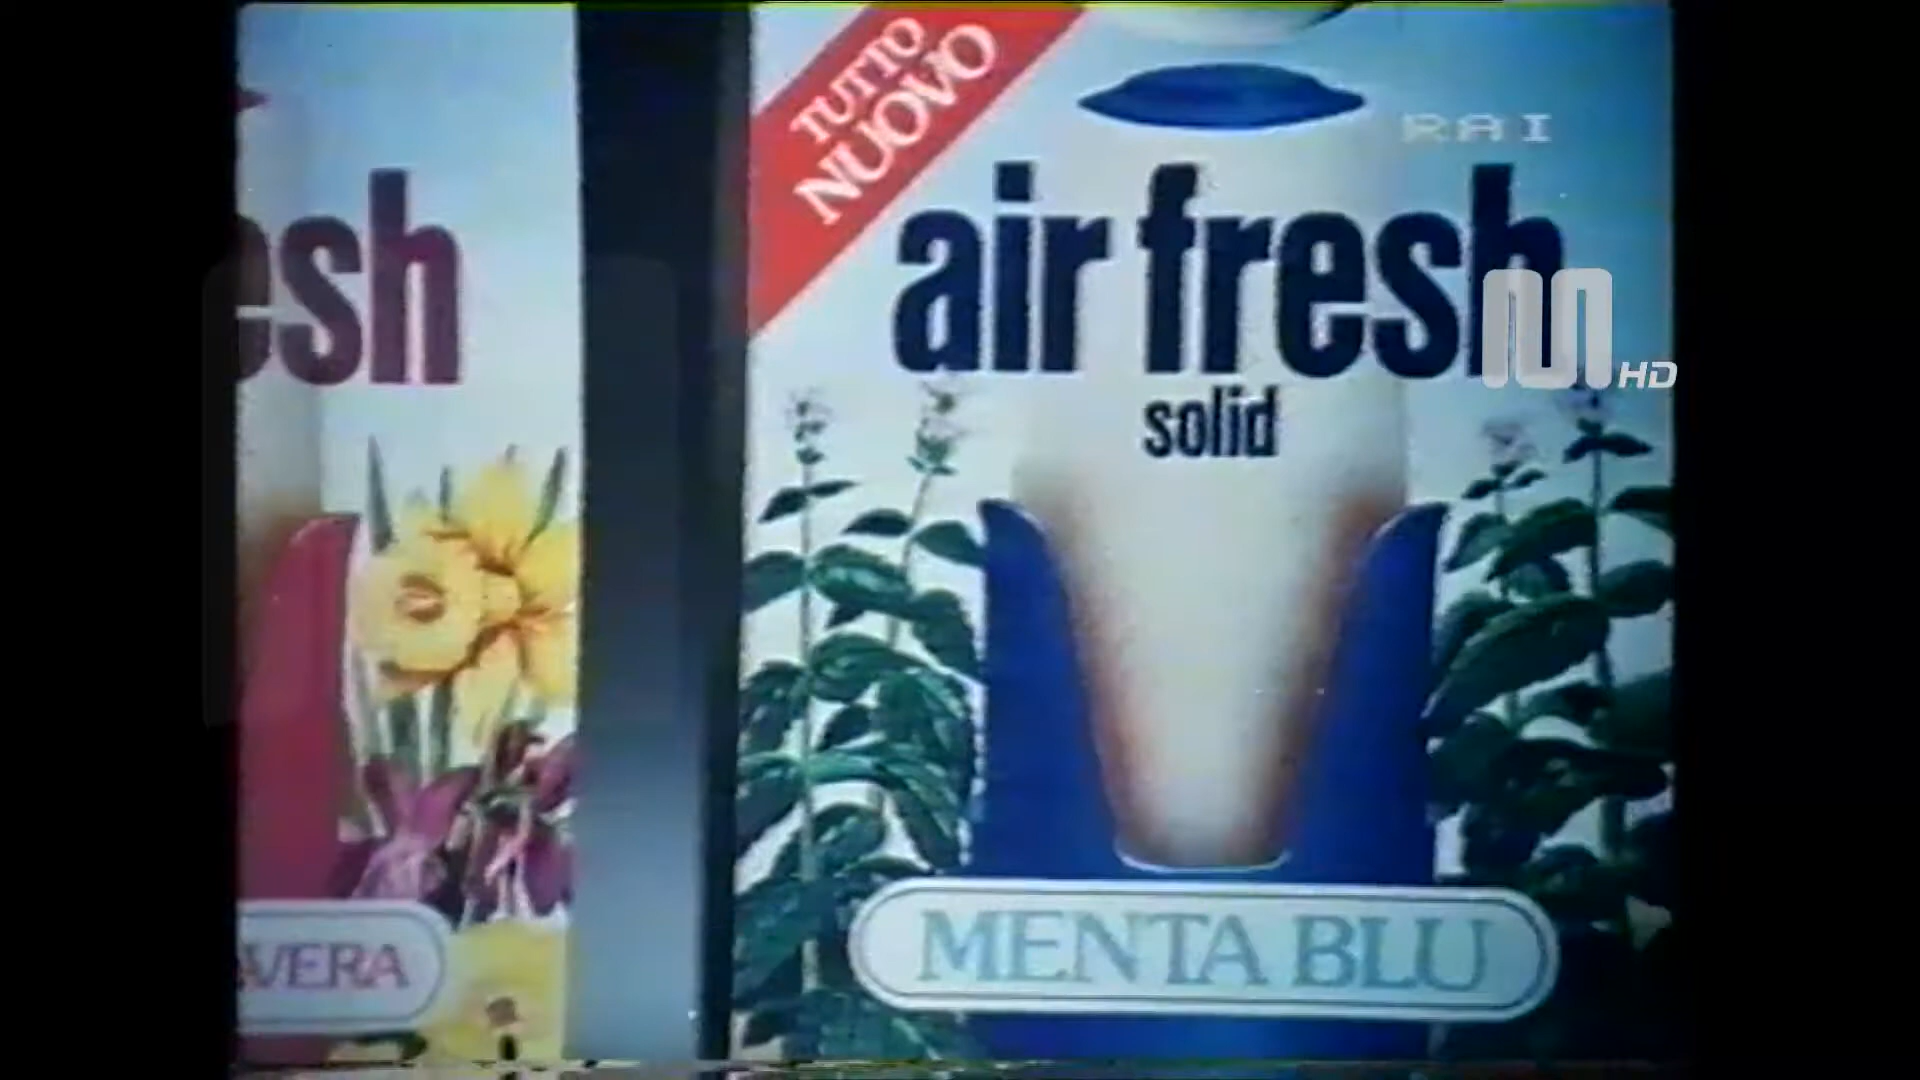 TUTTO
NUOVO
RAI
esh
air fresh
solid
M HD
VERA
MENTA BLU